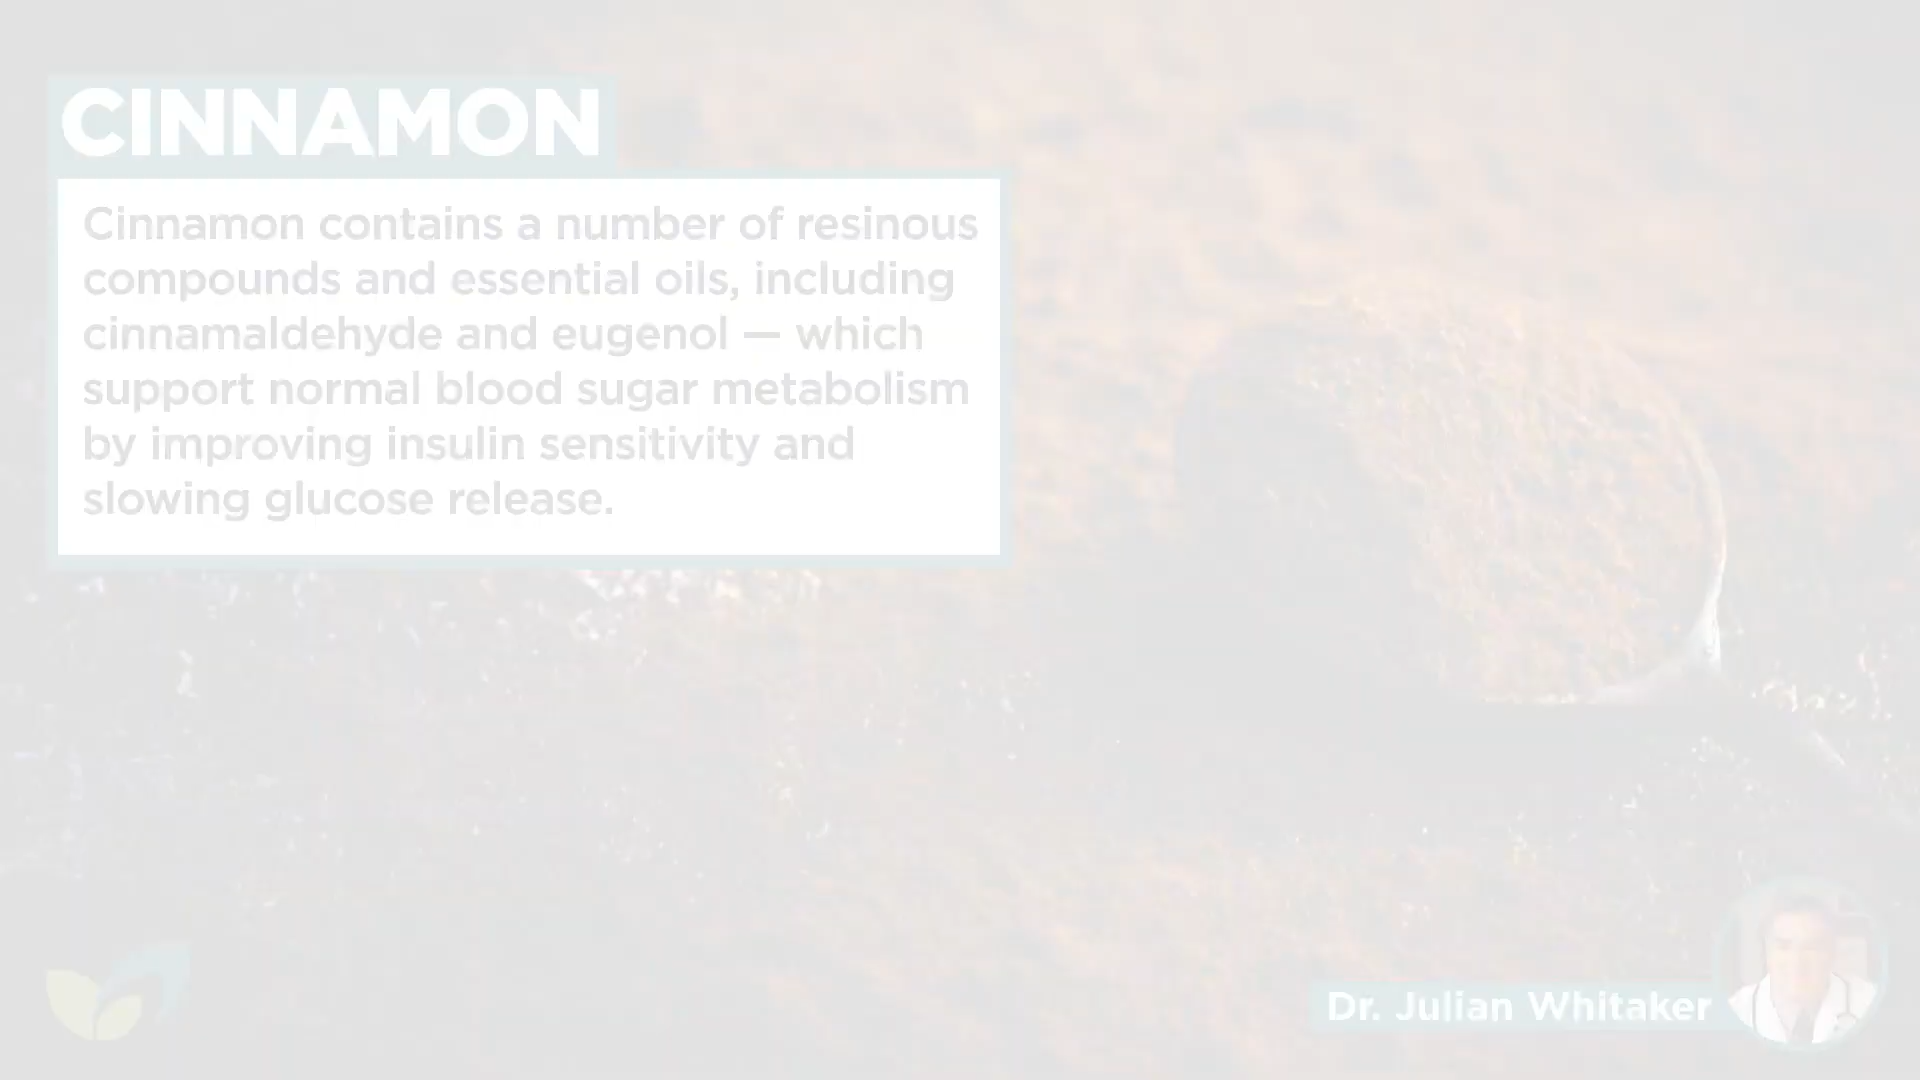 CINNAMON
Cinnamon contains a number of resinous
compounds and essential oils, including
cinnamaldehyde and eugenol — which
support normal blood sugar metabolism
by improving insulin sensitivity and
slowing glucose release.
Dr. Julian Whitaker